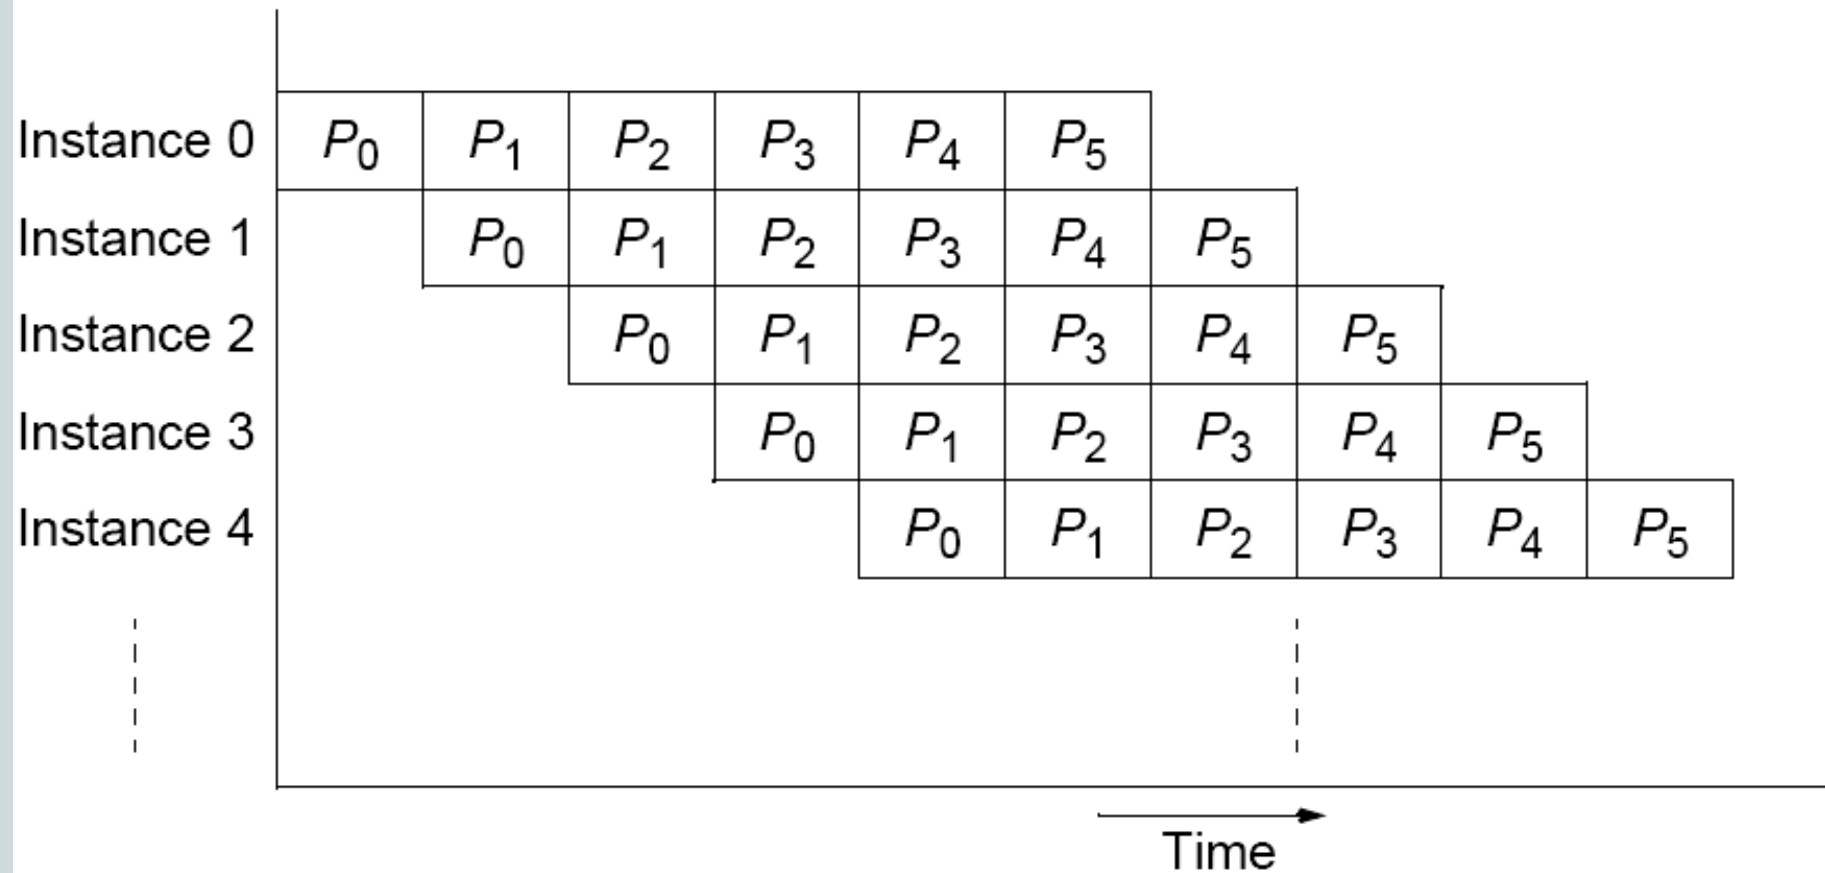 Instance 0 P0 P1 P2 P3 P4 P5
Instance 1 P0 P1 P2 P3 P4 P5
Instance 2 P0 P1 P2 P3 P4 P5
Instance 3 P0 P1 P2 P3 P4 P5
Instance 4 P0 P1 P2 P3 P4 P5
Time